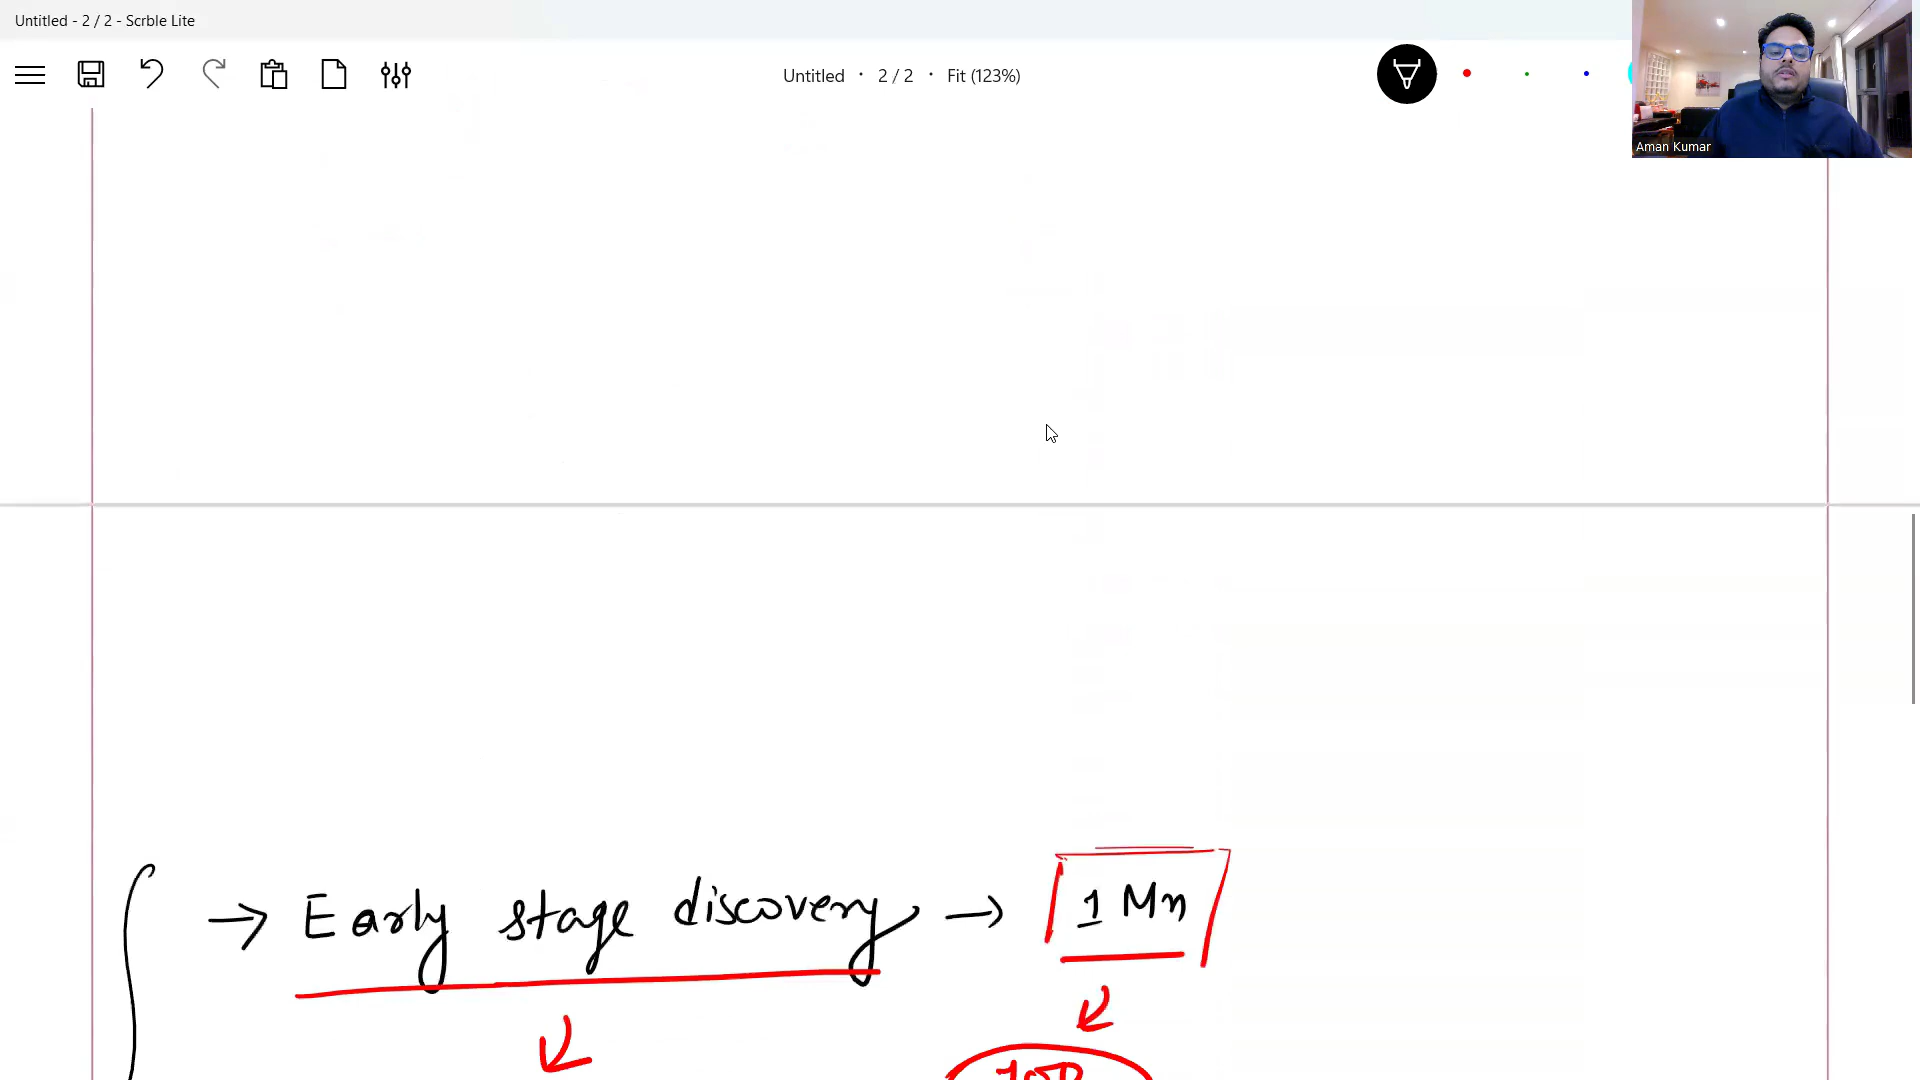 Untitled - 2 / 2 - Scrble Lite
Untitled · 2 / 2 · Fit (123%)
Aman Kumar
→ Early stage discovery → 1 Mn